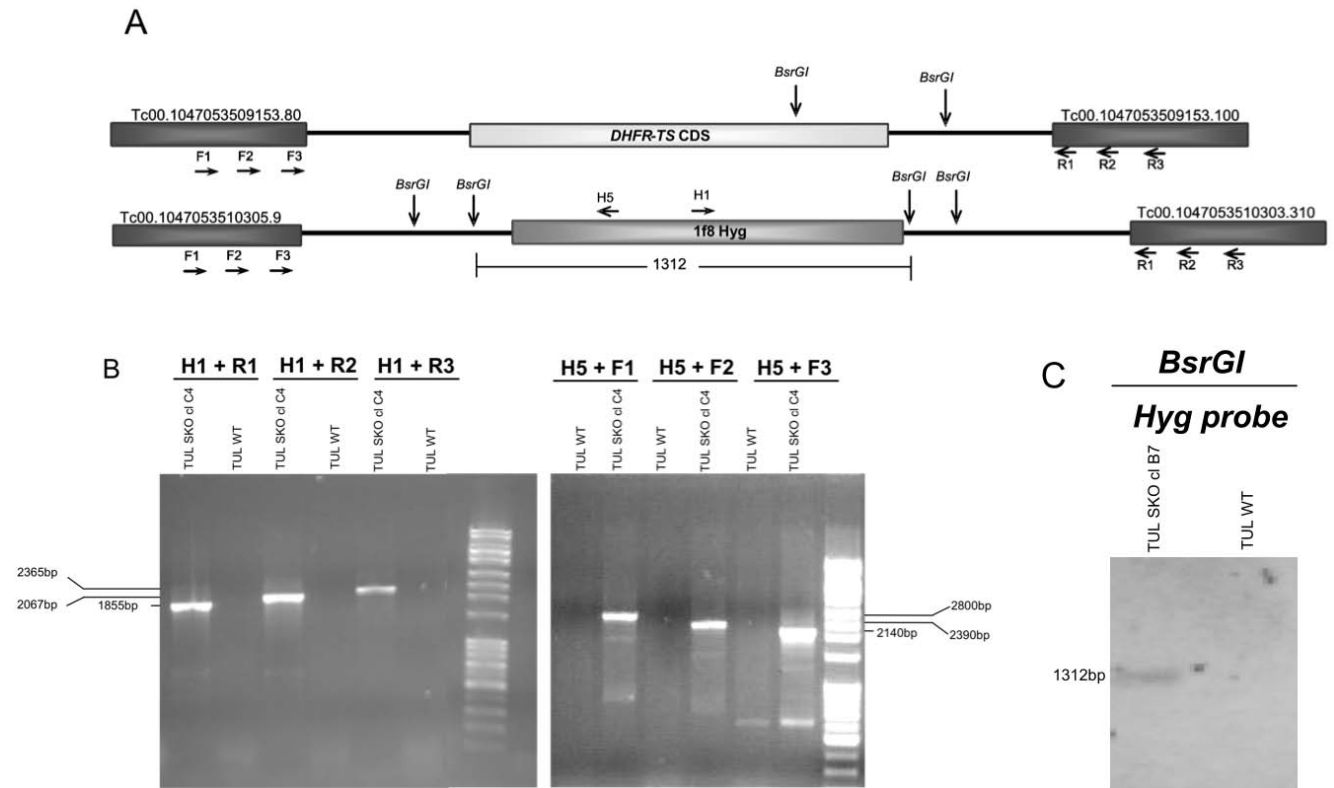 A
BsrGI
BsrGI
Tc00.1047053509153.80
DHFR-TS CDS
Tc00.1047053509153.100
F1 F2 F3
R1 R2 R3
BsrGI BsrGI
H5 H1
BsrGI BsrGI
Tc00.1047053510305.9
1f8 Hyg
Tc00.1047053510303.310
F1 F2 F3
R1 R2 R3
1312
B
H1 + R1 H1 + R2 H1 + R3
TUL SKO cl C4
TUL WT
TUL SKO cl C4
TUL WT
TUL SKO cl C4
TUL WT
2365bp
2067bp
1855bp
H5 + F1 H5 + F2 H5 + F3
TUL WT
TUL SKO cl C4
TUL WT
TUL SKO cl C4
TUL WT
TUL SKO cl C4
2800bp
2140bp
2390bp
C
BsrGI
Hyg probe
TUL SKO cl B7
TUL WT
1312bp